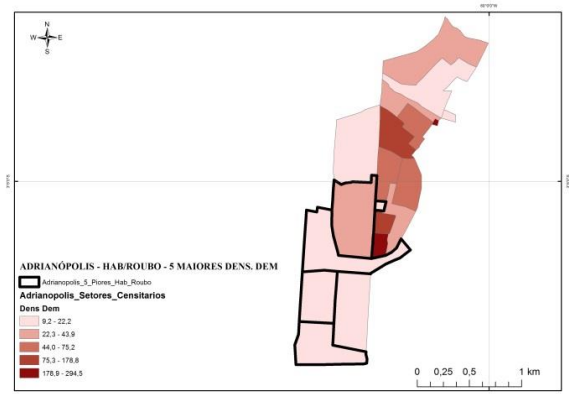 N
W
E
S
ADRIANÓPOLIS - HAB/ROUBO - 5 MAIORES DENS. DEM
Adrianopolis_5_Piores_Hab_Roubo
Adrianopolis_Setores_Censitarios
Dens Dem
9,2 - 22,2
22,3 - 43,9
44,0 - 75,2
75,3 - 178,8
178,9 - 294,5
0 0,25 0,5 1 km